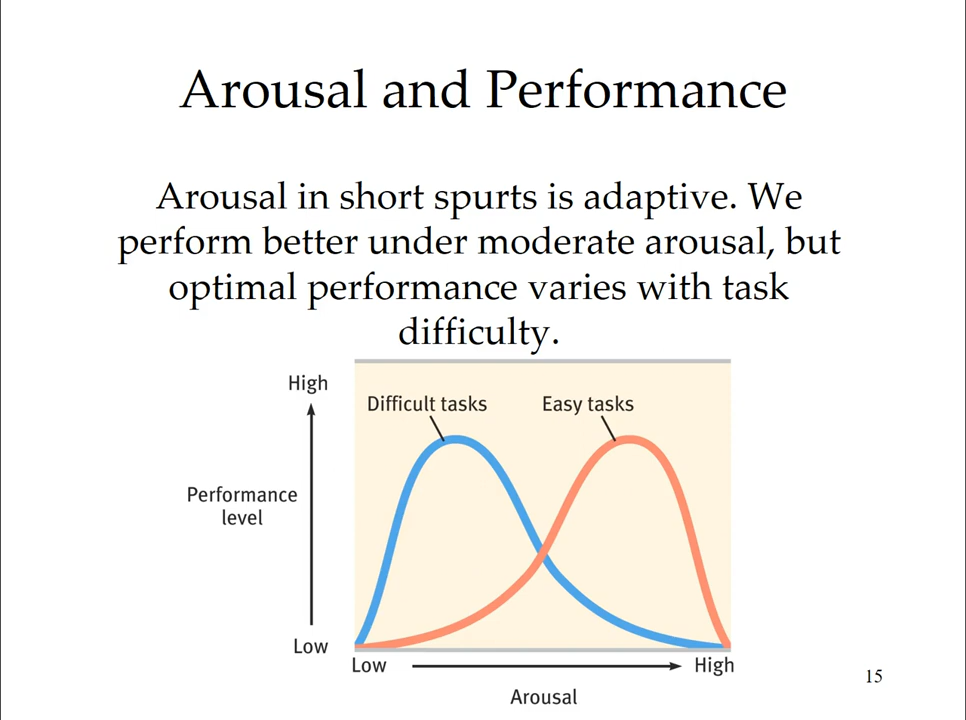 Arousal and Performance
Arousal in short spurts is adaptive. We
perform better under moderate arousal, but
optimal performance varies with task
difficulty.
High
Difficult tasks
Easy tasks
Performance
level
Low
Low
High
Arousal
15